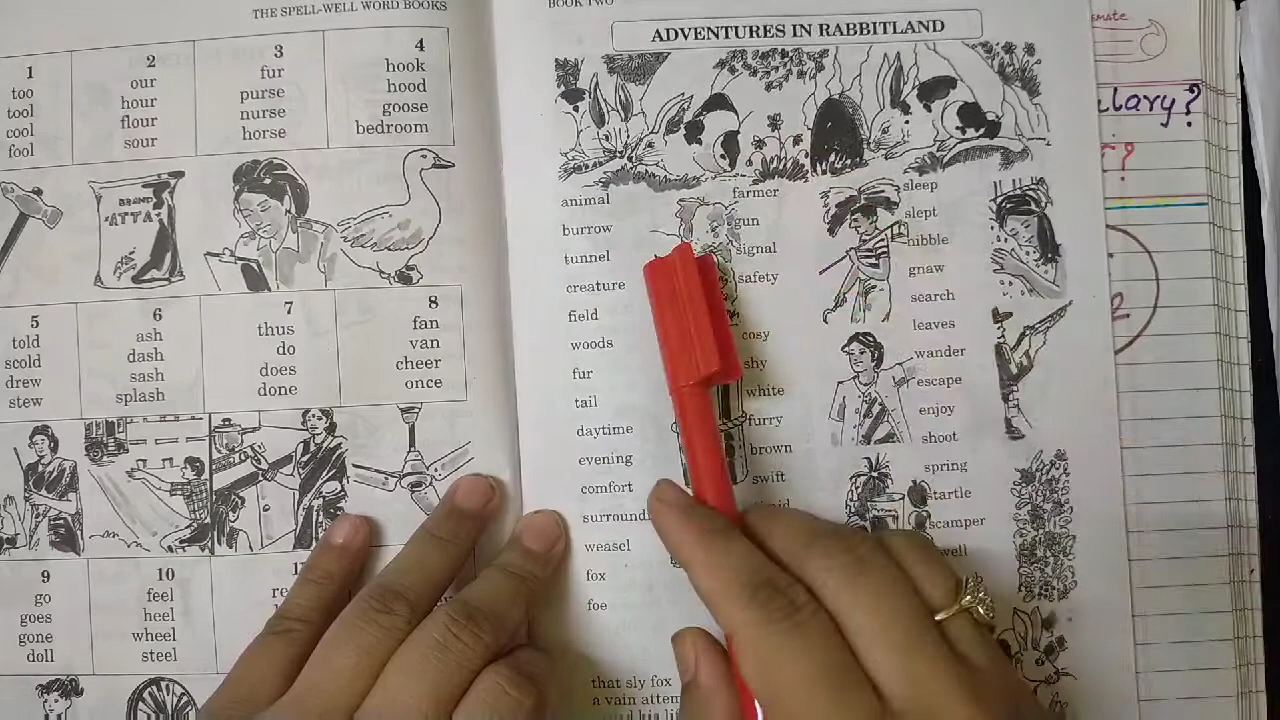 THE SPELL-WELL WORD BOOKS
1
too
tool
cool
fool
2
our
hour
flour
sour
3
fur
purse
nurse
horse
4
hook
hood
goose
bedroom
BRAND
ATTA
5
told
scold
drew
stew
6
ash
dash
sash
splash
7
thus
do
does
done
8
fan
van
cheer
once
9
go
goes
gone
doll
10
feel
heel
wheel
steel
BOOK TWO
ADVENTURES IN RABBITLAND
animal
burrow
tunnel
creature
field
woods
fur
tail
daytime
evening
comfort
surround
weasel
fox
foe
farmer
gun
signal
safety
cosy
shy
white
furry
brown
swift
sleep
slept
nibble
gnaw
search
leaves
wander
escape
enjoy
shoot
spring
startle
scamper
that sly fox
a vain